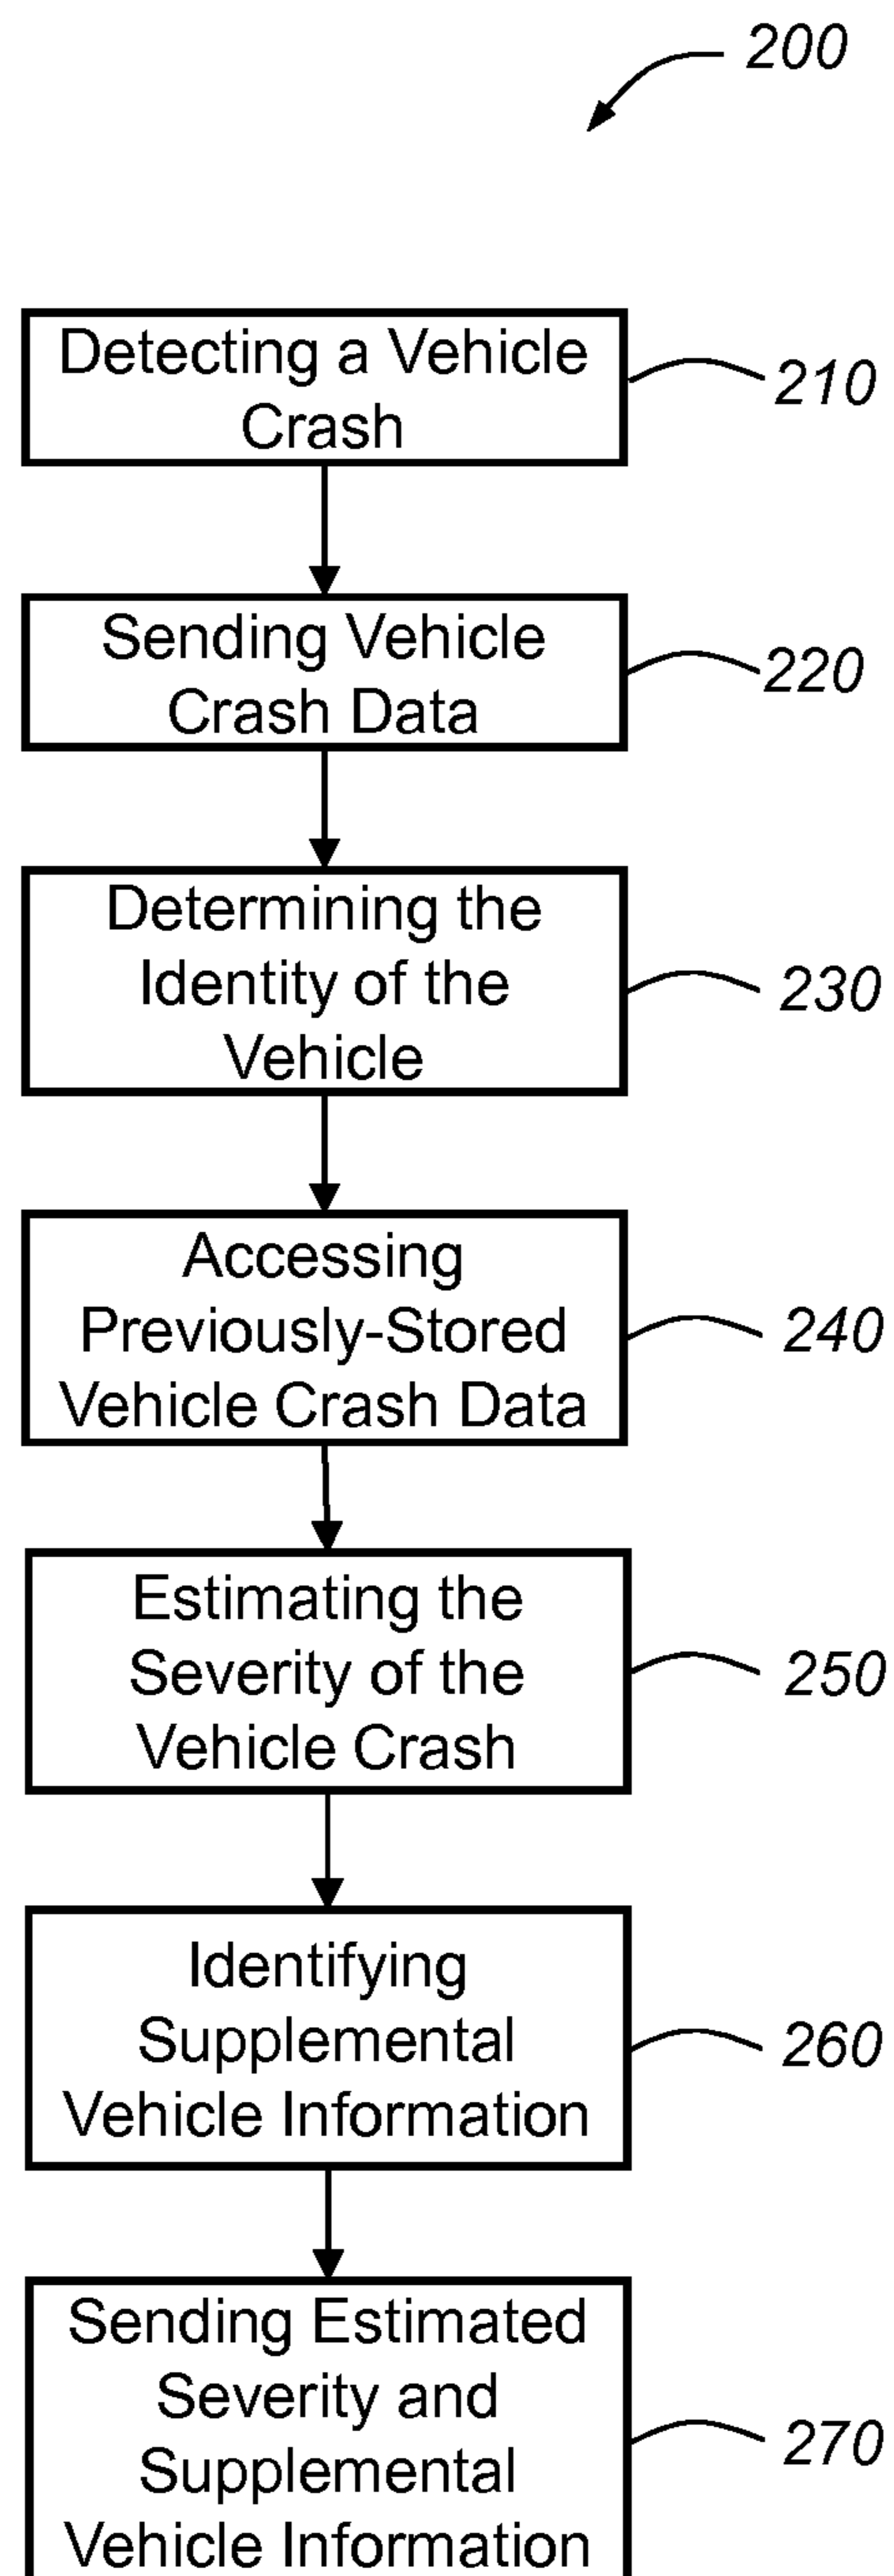 200
Detecting a Vehicle
Crash
210
Sending Vehicle
Crash Data
220
Determining the
Identity of the
Vehicle
230
Accessing
Previously-Stored
Vehicle Crash Data
240
Estimating the
Severity of the
Vehicle Crash
250
Identifying
Supplemental
Vehicle Information
260
Sending Estimated
Severity and
Supplemental
Vehicle Information
270